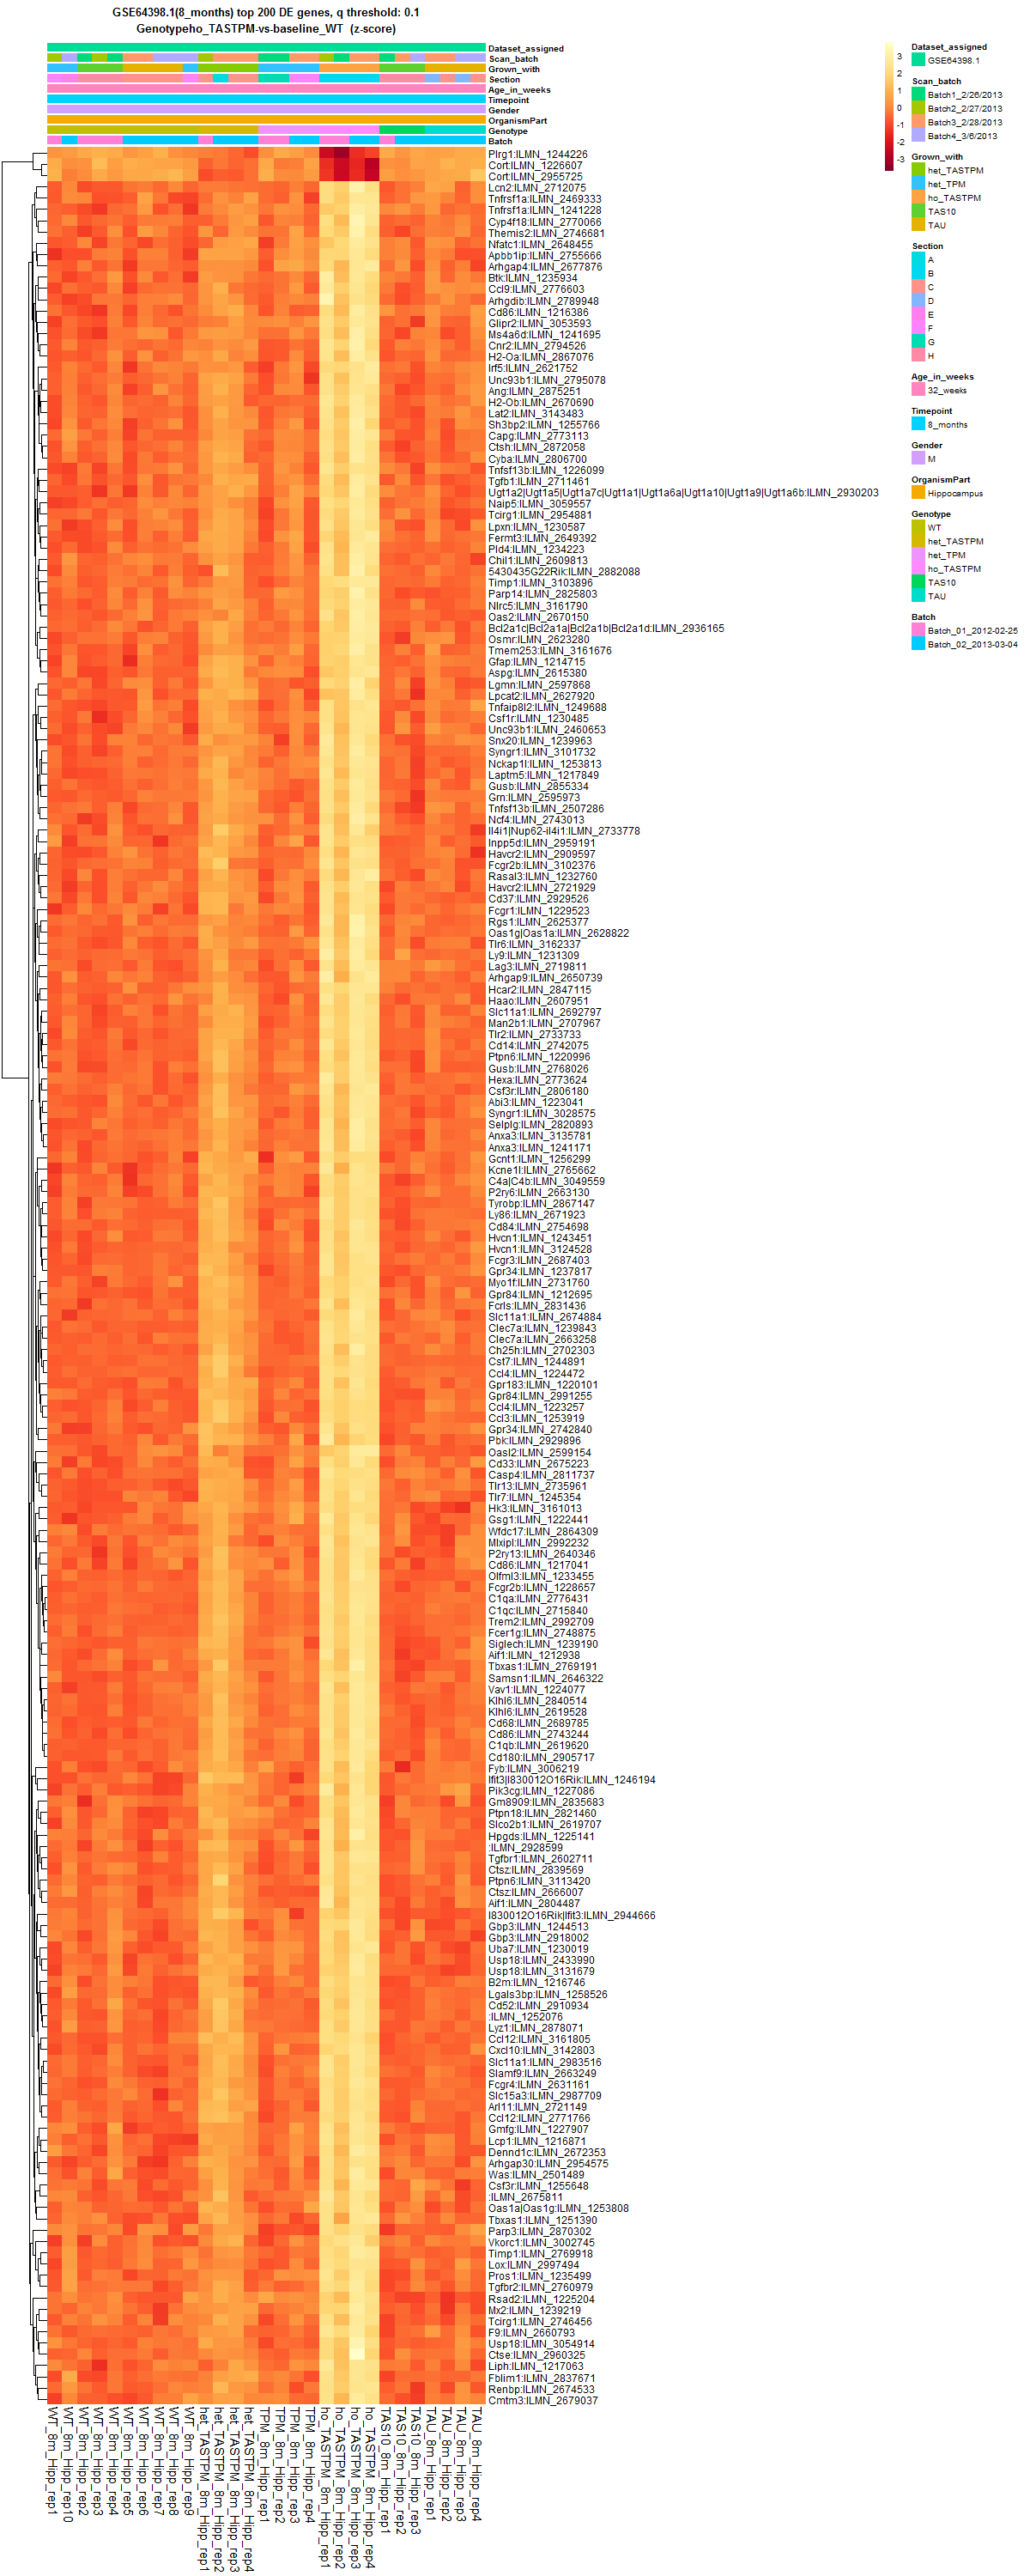 GSE64398.1(8_months) top 200 DE genes, q threshold: 0.1
Genotypeho_TASTPM-vs-baseline_WT (z-score)
Dataset_assigned
Scan_batch
Grown_with
Section
Age_in_weeks
Timepoint
Gender
OrganismPart
Genotype
Batch
Plrg1:ILMN_1244226
Cort:ILMN_1226607
Cort:ILMN_2955725
Lcn2:ILMN_2712075
Tnfrsf1a:ILMN_2469333
Tnfrsf1a:ILMN_1241228
Cyp4f18:ILMN_2770066
Themis2:ILMN_2746681
Nfatc1:ILMN_2648455
Apbb1ip:ILMN_2755666
Arhgap4:ILMN_2677876
Btk:ILMN_1235934
Ccl9:ILMN_2776603
Arhgdib:ILMN_2789948
Cd86:ILMN_1216386
Glipr2:ILMN_3053593
Ms4a6d:ILMN_1241695
Cnr2:ILMN_2794526
H2-Oa:ILMN_2867076
Irf5:ILMN_2621752
Unc93b1:ILMN_2795078
Ang:ILMN_2875251
H2-Ob:ILMN_2670690
Lat2:ILMN_3143483
Sh3bp2:ILMN_1255766
Capg:ILMN_2773113
Ctsh:ILMN_2872058
Cyba:ILMN_2806700
Tnfsf13b:ILMN_1226099
Tgfb1:ILMN_2711461
Ugt1a2|Ugt1a5|Ugt1a7c|Ugt1a1|Ugt1a6a|Ugt1a10|Ugt1a9|Ugt1a6b:ILMN_2930203
Naip5:ILMN_3059557
Tcirg1:ILMN_2954881
Lpxn:ILMN_1230587
Fermt3:ILMN_2649392
Pld4:ILMN_1234223
Chil1:ILMN_2609813
5430435G22Rik:ILMN_2882088
Timp1:ILMN_3103896
Parp14:ILMN_2825803
Nlrc5:ILMN_3161790
Oas2:ILMN_2670150
Bcl2a1c|Bcl2a1a|Bcl2a1b|Bcl2a1d:ILMN_2936165
Osmr:ILMN_2623280
Tmem253:ILMN_3161676
Gfap:ILMN_1214715
Aspg:ILMN_2615380
Lgmn:ILMN_2597868
Lpcat2:ILMN_2627920
Tnfaip8l2:ILMN_1249688
Csf1r:ILMN_1230485
Unc93b1:ILMN_2460653
Snx20:ILMN_1239963
Syngr1:ILMN_3101732
Nckap1l:ILMN_1253813
Laptm5:ILMN_1217849
Gusb:ILMN_2855334
Grn:ILMN_2595973
Tnfsf13b:ILMN_2507286
Ncf4:ILMN_2743013
Il4i1|Nup62-il4i1:ILMN_2733778
Inpp5d:ILMN_2959191
Havcr2:ILMN_2909597
Fcgr2b:ILMN_3102376
Rasal3:ILMN_1232760
Havcr2:ILMN_2721929
Cd37:ILMN_2929526
Fcgr1:ILMN_1229523
Rgs1:ILMN_2625377
Oas1g|Oas1a:ILMN_2628822
Tlr6:ILMN_3162337
Ly9:ILMN_1231309
Lag3:ILMN_2719811
Arhgap9:ILMN_2650739
Hcar2:ILMN_2847115
Haao:ILMN_2607951
Slc11a1:ILMN_2692797
Man2b1:ILMN_2707967
Tlr2:ILMN_2733733
Cd14:ILMN_2742075
Ptpn6:ILMN_1220996
Gusb:ILMN_2768026
Hexa:ILMN_2773624
Csf3r:ILMN_2806180
Abi3:ILMN_1223041
Syngr1:ILMN_3028575
Selplg:ILMN_2820893
Anxa3:ILMN_3135781
Anxa3:ILMN_1241171
Gcnt1:ILMN_1256299
Kcne1l:ILMN_2765662
C4a|C4b:ILMN_3049559
P2ry6:ILMN_2663130
Tyrobp:ILMN_2867147
Ly86:ILMN_2671923
Cd84:ILMN_2754698
Hvcn1:ILMN_1243451
Hvcn1:ILMN_3124528
Fcgr3:ILMN_2687403
Gpr34:ILMN_1237817
Myo1f:ILMN_2731760
Gpr84:ILMN_1212695
Fcrls:ILMN_2831436
Slc11a1:ILMN_2674884
Clec7a:ILMN_1239843
Clec7a:ILMN_2663258
Ch25h:ILMN_2702303
Cst7:ILMN_1244891
Ccl4:ILMN_1224472
Gpr183:ILMN_1220101
Gpr84:ILMN_2991255
Ccl4:ILMN_1223257
Ccl3:ILMN_1253919
Gpr34:ILMN_2742840
Pbk:ILMN_2929896
Oasl2:ILMN_2599154
Cd33:ILMN_2675223
Casp4:ILMN_2811737
Tlr13:ILMN_2735961
Tlr7:ILMN_1245354
Hk3:ILMN_3161013
Gsg1:ILMN_1222441
Wfdc17:ILMN_2864309
Mlxipl:ILMN_2992232
P2ry13:ILMN_2640346
Cd86:ILMN_1217041
Olfml3:ILMN_1233455
Fcgr2b:ILMN_1228657
C1qa:ILMN_2776431
C1qc:ILMN_2715840
Trem2:ILMN_2992709
Fcer1g:ILMN_2748875
Siglech:ILMN_1239190
Aif1:ILMN_1212938
Tbxas1:ILMN_2769191
Samsn1:ILMN_2646322
Vav1:ILMN_1224077
Klhl6:ILMN_2840514
Klhl6:ILMN_2619528
Cd68:ILMN_2689785
Cd86:ILMN_2743244
C1qb:ILMN_2619620
Cd180:ILMN_2905717
Fyb:ILMN_3006219
Ifit3|I830012O16Rik:ILMN_1246194
Pik3cg:ILMN_1227086
Gm8909:ILMN_2835683
Ptpn18:ILMN_2821460
Slco2b1:ILMN_2619707
Hpgds:ILMN_1225141
:ILMN_2928599
Tgfbr1:ILMN_2602711
Ctsz:ILMN_2839569
Ptpn6:ILMN_3113420
Ctsz:ILMN_2666007
Aif1:ILMN_2804487
I830012O16Rik|Ifit3:ILMN_2944666
Gbp3:ILMN_1244513
Gbp3:ILMN_2918002
Uba7:ILMN_1230019
Usp18:ILMN_2433990
Usp18:ILMN_3131679
B2m:ILMN_1216746
Lgals3bp:ILMN_1258526
Cd52:ILMN_2910934
:ILMN_1252076
Lyz1:ILMN_2878071
Ccl12:ILMN_3161805
Cxcl10:ILMN_3142803
Slc11a1:ILMN_2983516
Slamf9:ILMN_2663249
Fcgr4:ILMN_2631161
Slc15a3:ILMN_2987709
Arl11:ILMN_2721149
Ccl12:ILMN_2771766
Gmfg:ILMN_1227907
Lcp1:ILMN_1216871
Dennd1c:ILMN_2672353
Arhgap30:ILMN_2954575
Was:ILMN_2501489
Csf3r:ILMN_1255648
:ILMN_2675811
Oas1a|Oas1g:ILMN_1253808
Tbxas1:ILMN_1251390
Parp3:ILMN_2870302
Vkorc1:ILMN_3002745
Timp1:ILMN_2769918
Lox:ILMN_2997494
Pros1:ILMN_1235499
Tgfbr2:ILMN_2760979
Rsad2:ILMN_1225204
Mx2:ILMN_1239219
Tcirg1:ILMN_2746456
F9:ILMN_2660793
Usp18:ILMN_3054914
Ctse:ILMN_2960325
Liph:ILMN_1217063
Fblim1:ILMN_2837671
Renbp:ILMN_2674533
Cmtm3:ILMN_2679037
WT_8m_Hipp_rep1
WT_8m_Hipp_rep10
WT_8m_Hipp_rep2
WT_8m_Hipp_rep3
WT_8m_Hipp_rep4
WT_8m_Hipp_rep5
WT_8m_Hipp_rep6
WT_8m_Hipp_rep7
WT_8m_Hipp_rep8
WT_8m_Hipp_rep9
het_TASTPM_8m_Hipp_rep1
het_TASTPM_8m_Hipp_rep2
het_TASTPM_8m_Hipp_rep3
het_TASTPM_8m_Hipp_rep4
TPM_8m_Hipp_rep1
TPM_8m_Hipp_rep2
TPM_8m_Hipp_rep3
TPM_8m_Hipp_rep4
ho_TASTPM_8m_Hipp_rep1
ho_TASTPM_8m_Hipp_rep2
ho_TASTPM_8m_Hipp_rep3
ho_TASTPM_8m_Hipp_rep4
TAS10_8m_Hipp_rep1
TAS10_8m_Hipp_rep2
TAS10_8m_Hipp_rep3
TAU_8m_Hipp_rep1
TAU_8m_Hipp_rep2
TAU_8m_Hipp_rep3
TAU_8m_Hipp_rep4
3
2
1
0
-1
-2
-3
Dataset_assigned
GSE64398.1
Scan_batch
Batch1_2/26/2013
Batch2_2/27/2013
Batch3_2/28/2013
Batch4_3/6/2013
Grown_with
het_TASTPM
het_TPM
ho_TASTPM
TAS10
TAU
Section
A
B
C
D
E
F
G
H
Age_in_weeks
32_weeks
Timepoint
8_months
Gender
M
OrganismPart
Hippocampus
Genotype
WT
het_TASTPM
het_TPM
ho_TASTPM
TAS10
TAU
Batch
Batch_01_2012-02-25
Batch_02_2013-03-04